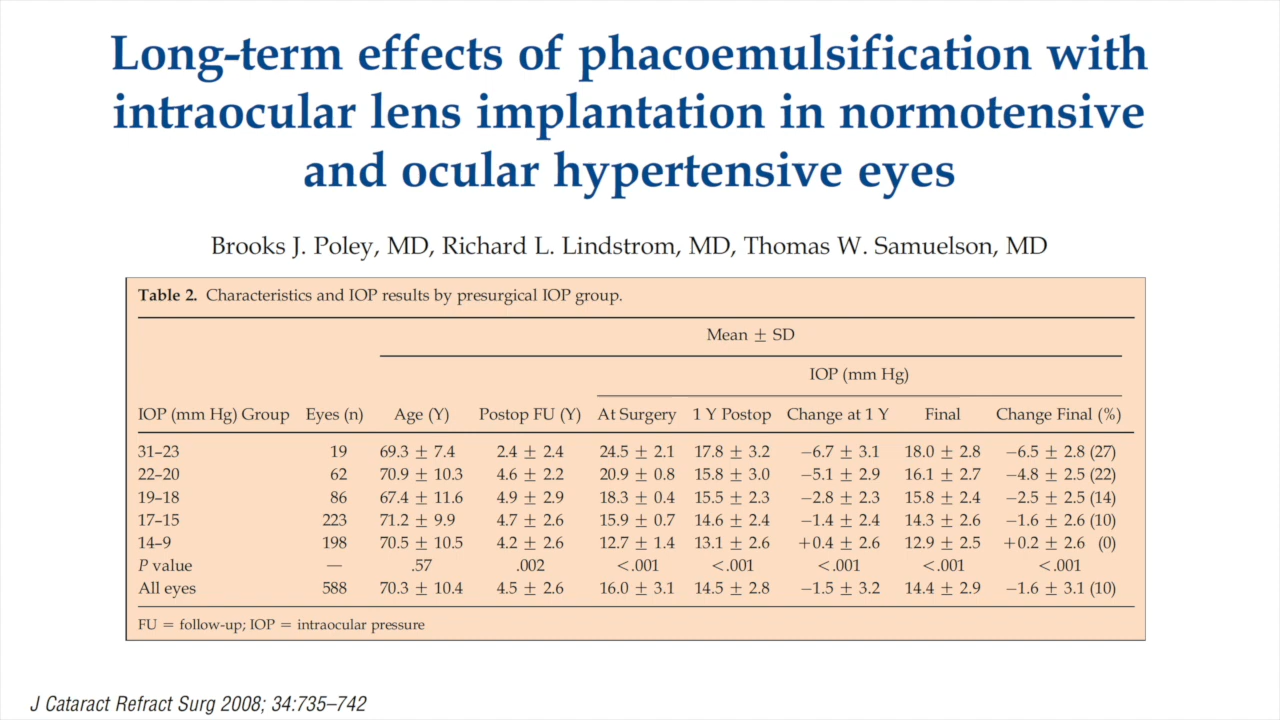 Long-term effects of phacoemulsification with
intraocular lens implantation in normotensive
and ocular hypertensive eyes
Brooks J. Poley, MD, Richard L. Lindstrom, MD, Thomas W. Samuelson, MD
Table 2. Characteristics and IOP results by presurgical IOP group.
Mean ± SD
IOP (mm Hg)
IOP (mm Hg) Group Eyes (n) Age (Y) Postop FU (Y) At Surgery 1 Y Postop Change at 1 Y Final Change Final (%)
31–23 19 69.3 ± 7.4 2.4 ± 2.4 24.5 ± 2.1 17.8 ± 3.2 −6.7 ± 3.1 18.0 ± 2.8 −6.5 ± 2.8 (27)
22–20 62 70.9 ± 10.3 4.6 ± 2.2 20.9 ± 0.8 15.8 ± 3.0 −5.1 ± 2.9 16.1 ± 2.7 −4.8 ± 2.5 (22)
19–18 86 67.4 ± 11.6 4.9 ± 2.9 18.3 ± 0.4 15.5 ± 2.3 −2.8 ± 2.3 15.8 ± 2.4 −2.5 ± 2.5 (14)
17–15 223 71.2 ± 9.9 4.7 ± 2.6 15.9 ± 0.7 14.6 ± 2.4 −1.4 ± 2.4 14.3 ± 2.6 −1.6 ± 2.6 (10)
14–9 198 70.5 ± 10.5 4.2 ± 2.6 12.7 ± 1.4 13.1 ± 2.6 +0.4 ± 2.6 12.9 ± 2.5 +0.2 ± 2.6 (0)
P value — .57 .002 <.001 <.001 <.001 <.001 <.001
All eyes 588 70.3 ± 10.4 4.5 ± 2.6 16.0 ± 3.1 14.5 ± 2.8 −1.5 ± 3.2 14.4 ± 2.9 −1.6 ± 3.1 (10)
FU = follow-up; IOP = intraocular pressure
J Cataract Refract Surg 2008; 34:735–742